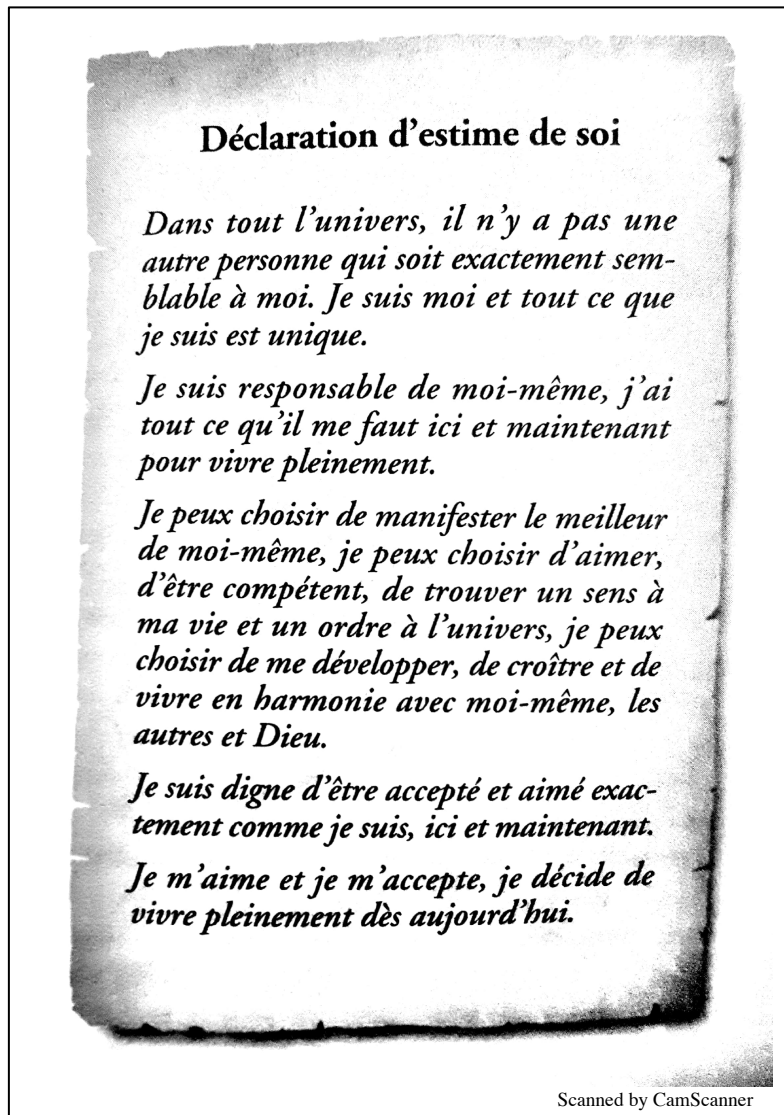 Déclaration d'estime de soi
Dans tout l'univers, il n'y a pas une
autre personne qui soit exactement sem-
blable à moi. Je suis moi et tout ce que
je suis est unique.
Je suis responsable de moi-même, j'ai
tout ce qu'il me faut ici et maintenant
pour vivre pleinement.
Je peux choisir de manifester le meilleur
de moi-même, je peux choisir d'aimer,
d'être compétent, de trouver un sens à
ma vie et un ordre à l'univers, je peux
choisir de me développer, de croître et de
vivre en harmonie avec moi-même, les
autres et Dieu.
Je suis digne d'être accepté et aimé exac-
tement comme je suis, ici et maintenant.
Je m'aime et je m'accepte, je décide de
vivre pleinement dès aujourd'hui.
Scanned by CamScanner